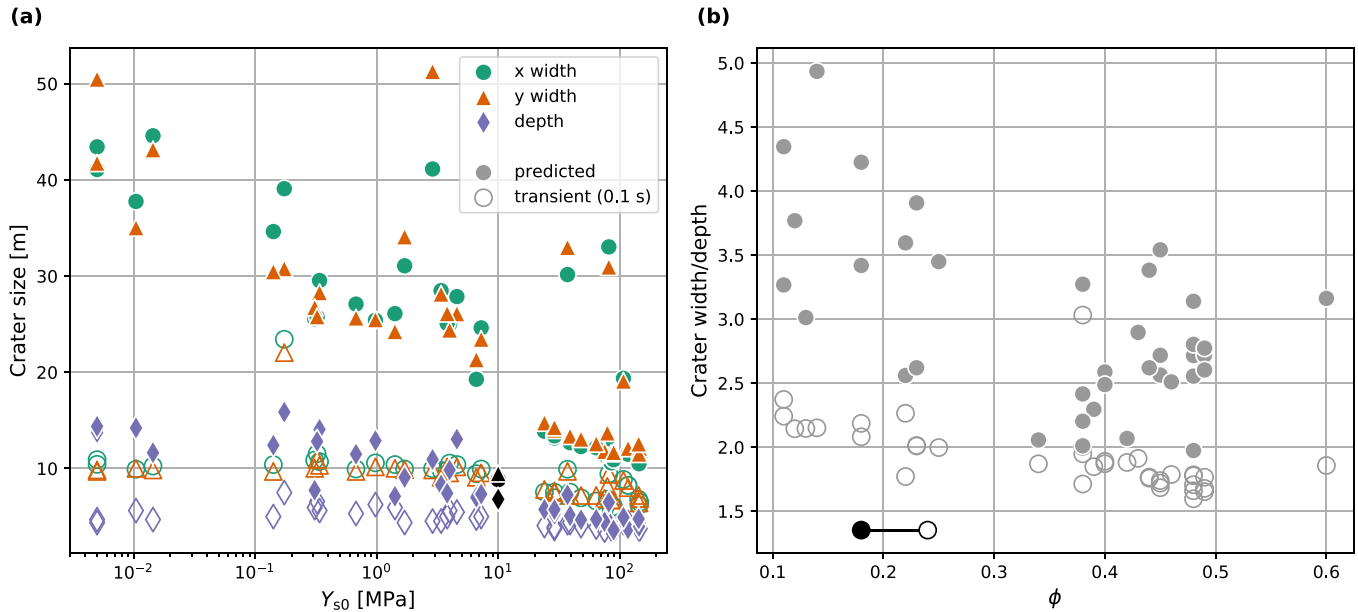 (a)
50
40
30
20
10
Crater size [m]
x width
y width
depth
predicted
transient (0.1 s)
10⁻² 10⁻¹ 10⁰ 10¹ 10²
Yₛ₀ [MPa]
(b)
5.0
4.5
4.0
3.5
3.0
2.5
2.0
1.5
Crater width/depth
0.1 0.2 0.3 0.4 0.5 0.6
ϕ